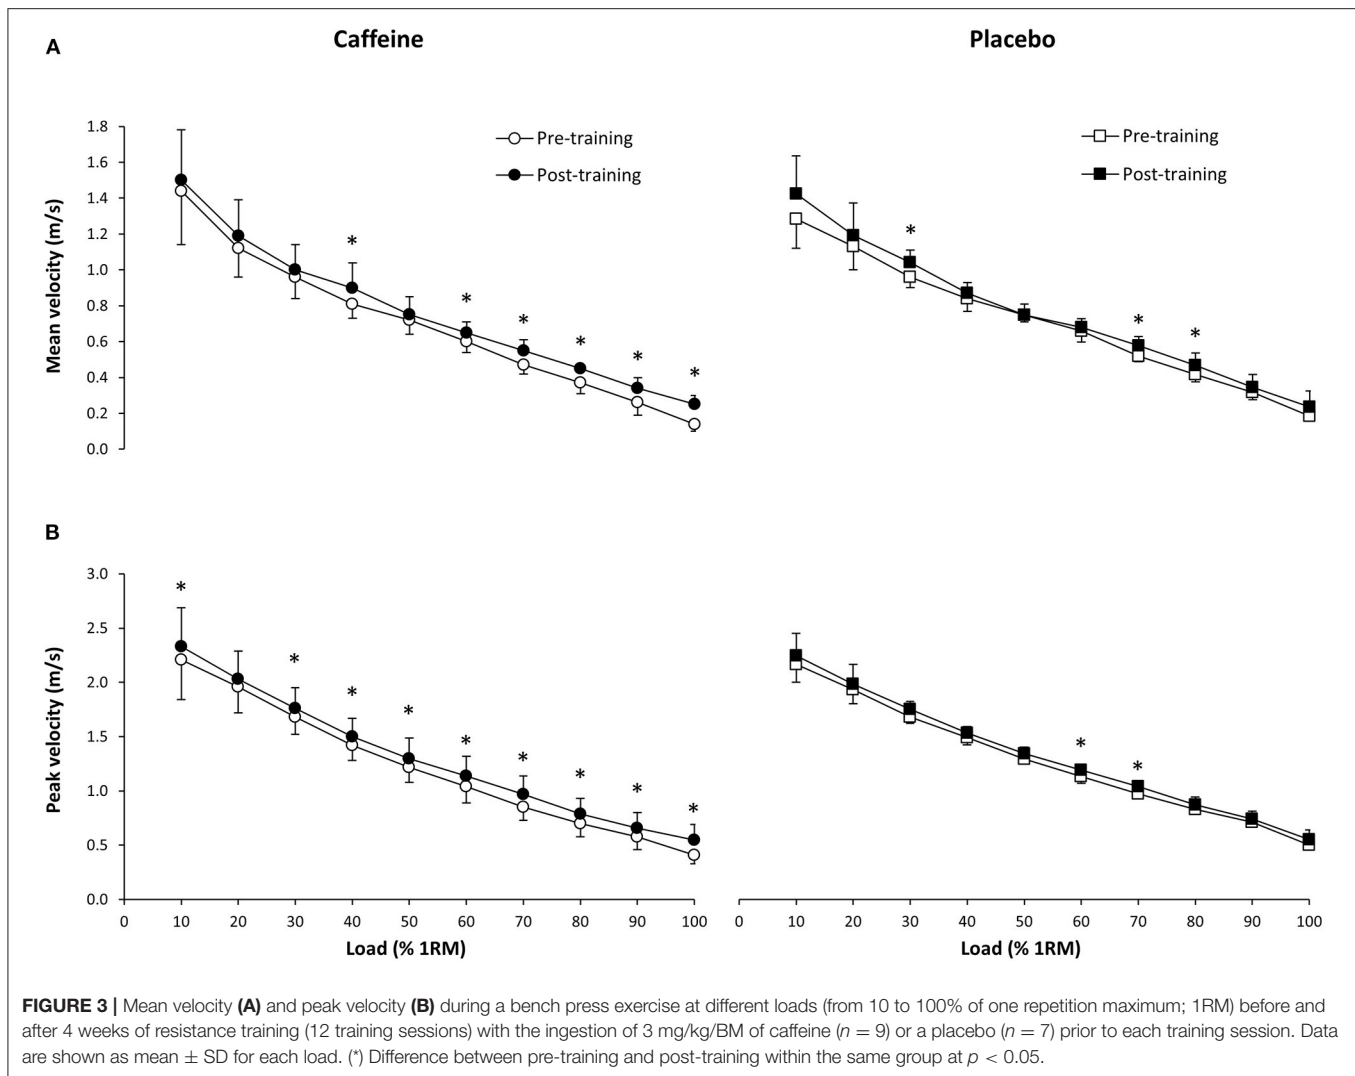 A
Caffeine
Placebo
Mean velocity (m/s)
1.8
1.6
1.4
1.2
1.0
0.8
0.6
0.4
0.2
0.0
Pre-training
Post-training
*
*
*
*
*
*
Pre-training
Post-training
*
*
*
B
Peak velocity (m/s)
3.0
2.5
2.0
1.5
1.0
0.5
0.0
*
*
*
*
*
*
*
*
*
*
*
0 10 20 30 40 50 60 70 80 90 100
0 10 20 30 40 50 60 70 80 90 100
Load (% 1RM)
Load (% 1RM)
FIGURE 3 | Mean velocity (A) and peak velocity (B) during a bench press exercise at different loads (from 10 to 100% of one repetition maximum; 1RM) before and
after 4 weeks of resistance training (12 training sessions) with the ingestion of 3 mg/kg/BM of caffeine (n = 9) or a placebo (n = 7) prior to each training session. Data
are shown as mean ± SD for each load. (*) Difference between pre-training and post-training within the same group at p < 0.05.